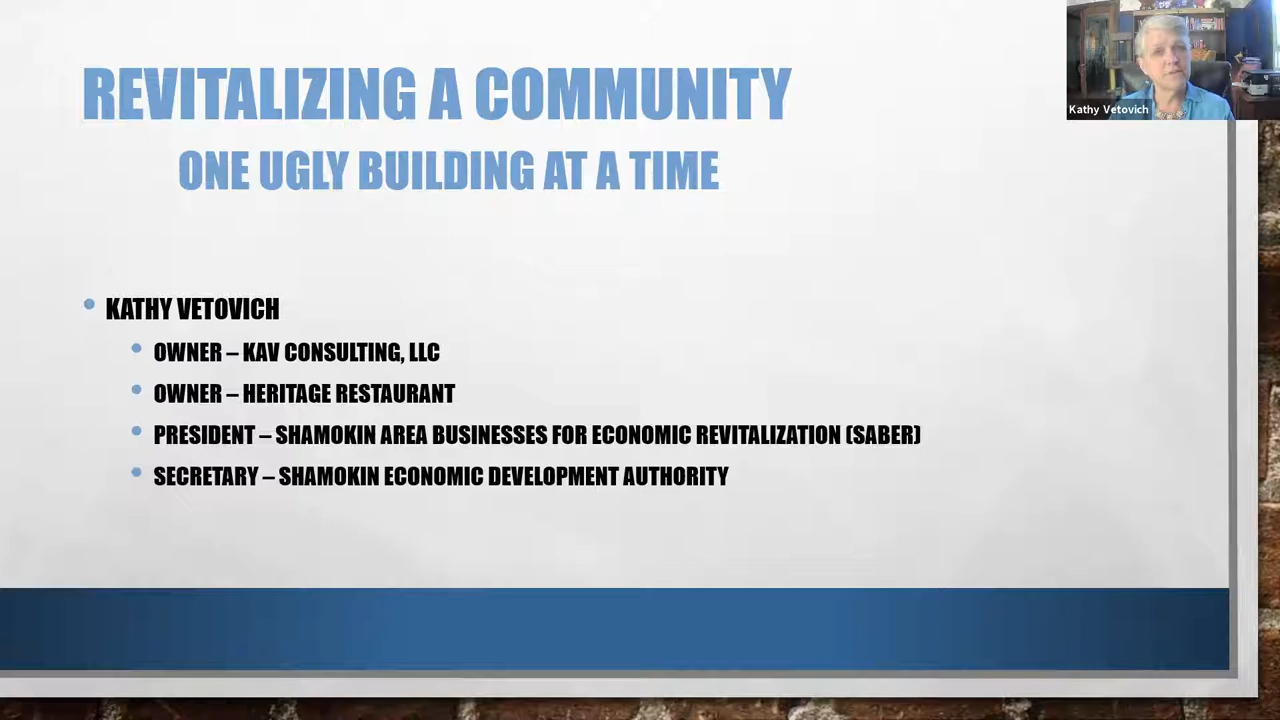 REVITALIZING A COMMUNITY
ONE UGLY BUILDING AT A TIME
Kathy Vetovich
• KATHY VETOVICH
• OWNER – KAV CONSULTING, LLC
• OWNER – HERITAGE RESTAURANT
• PRESIDENT – SHAMOKIN AREA BUSINESSES FOR ECONOMIC REVITALIZATION (SABER)
• SECRETARY – SHAMOKIN ECONOMIC DEVELOPMENT AUTHORITY